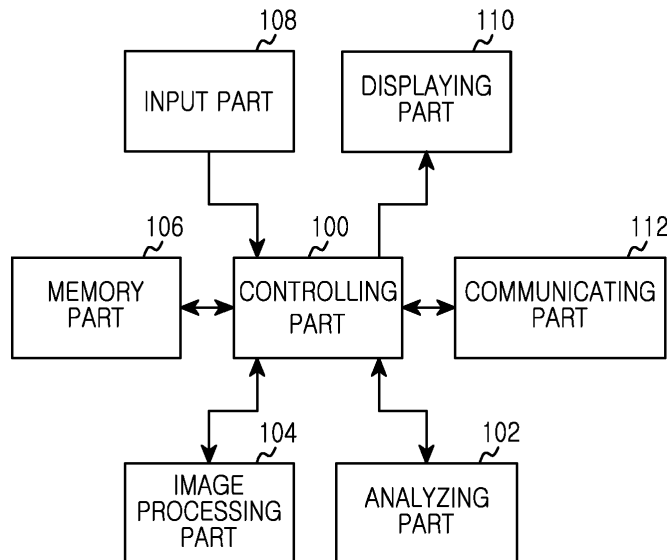 108
INPUT PART
110
DISPLAYING
PART
106
MEMORY
PART
100
CONTROLLING
PART
112
COMMUNICATING
PART
104
IMAGE
PROCESSING
PART
102
ANALYZING
PART